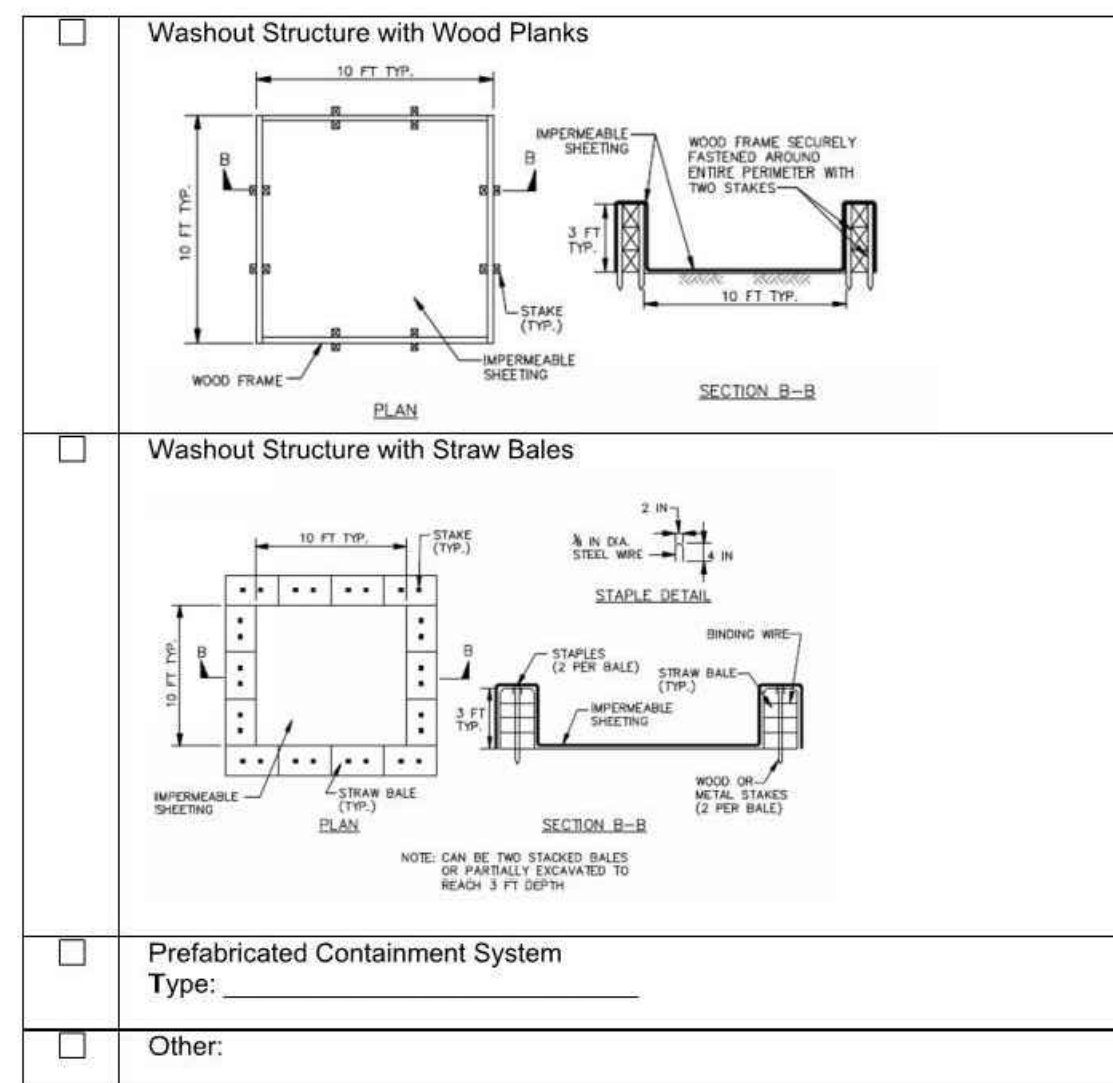 Washout Structure with Wood Planks
10 FT TYP.
10 FT TYP.
B
B
STAKE
(TYP.)
IMPERMEABLE
SHEETING
WOOD FRAME
PLAN
IMPERMEABLE
SHEETING
WOOD FRAME SECURELY
FASTENED AROUND
ENTIRE PERIMETER WITH
TWO STAKES
3 FT
TYP.
10 FT TYP.
SECTION B-B
Washout Structure with Straw Bales
10 FT TYP.
STAKE
(TYP.)
10 FT TYP.
B
B
IMPERMEABLE
SHEETING
STRAW BALE
(TYP.)
PLAN
2 IN
IN DIA.
STEEL WIRE
4 IN
STAPLE DETAIL
BINDING WIRE
STAPLES
(2 PER BALE)
STRAW BALE
(TYP.)
IMPERMEABLE
SHEETING
3 FT
TYP.
WOOD OR
METAL STAKES
(2 PER BALE)
SECTION B-B
NOTE: CAN BE TWO STACKED BALES
OR PARTIALLY EXCAVATED TO
REACH 3 FT DEPTH
Prefabricated Containment System
Type:
Other: